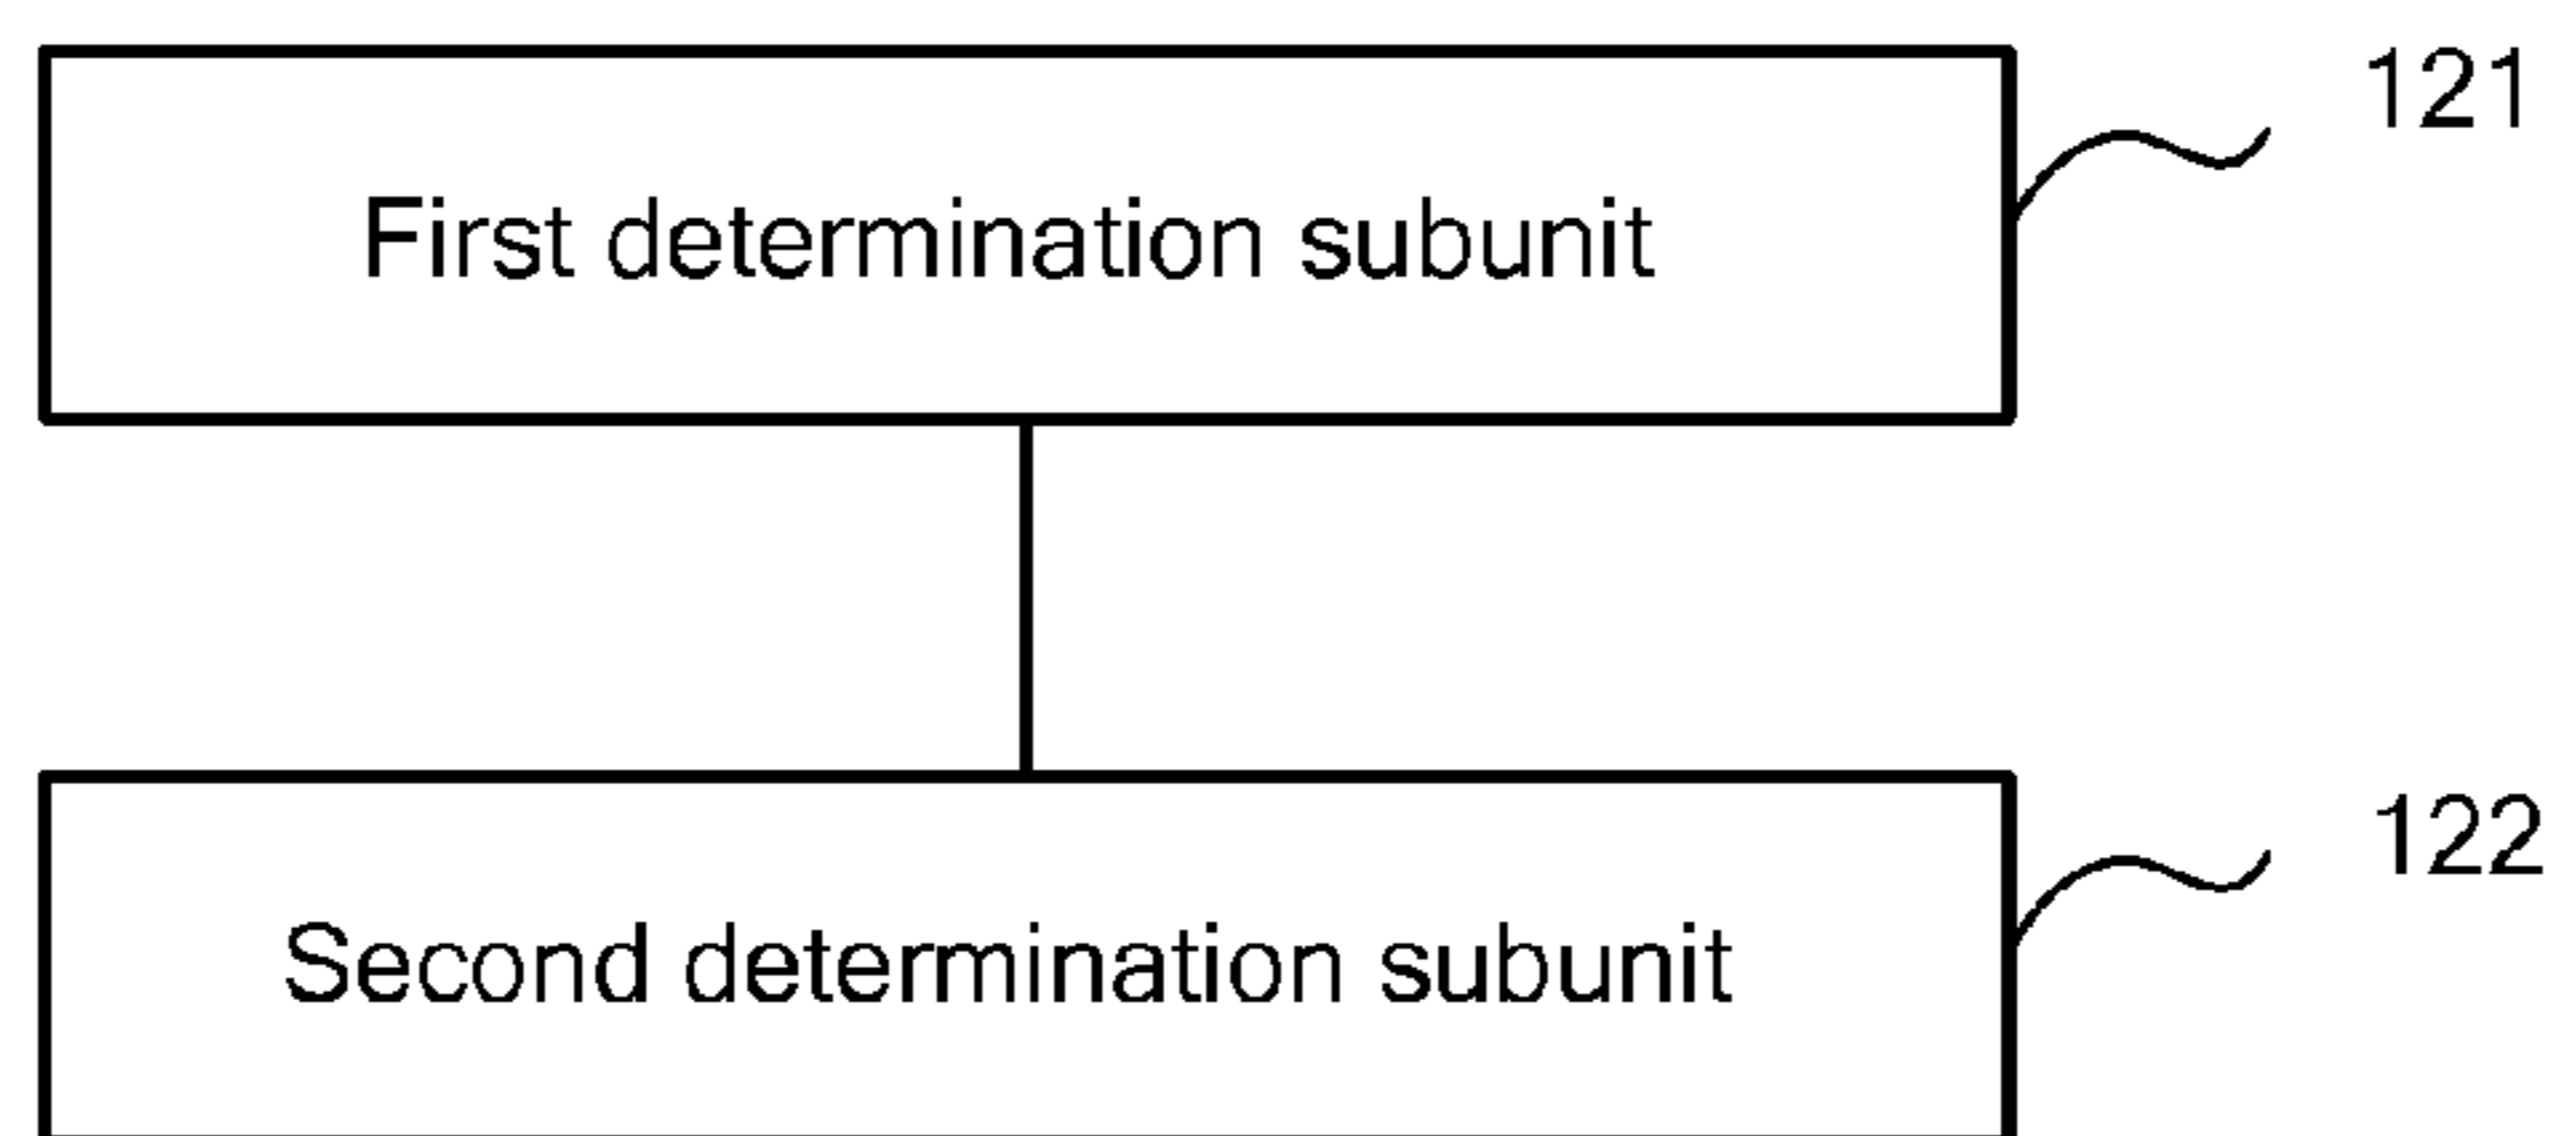 121
First determination subunit
122
Second determination subunit